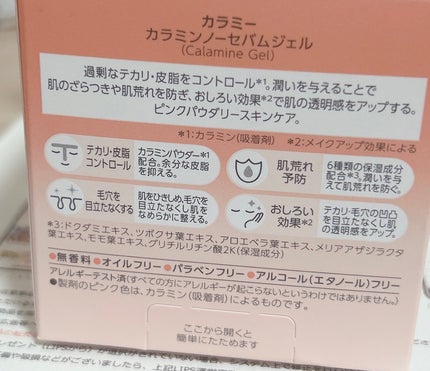 カラミー
カラミンノーセバムジェル
(Calamine Gel)
過剰なテカリ・皮脂をコントロール*1。潤いを与えることで
肌のざらつきや肌荒れを防ぎ、おしろい効果*2で肌の透明感をアップする。
ピンクパウダリースキンケア。
*1:カラミン(吸着剤) *2:メイクアップ効果による
テカリ・皮脂
コントロール
カラミンパウダー*1
配合。余分な皮脂
を抑える。
肌荒れ
予防
6種類の保湿成分
配合*3。潤いを与
えて肌荒れを防ぐ。
毛穴を
目立たなくする
肌をひきしめ、毛穴
を目立たなくし肌を
なめらかに整える。
おしろい
効果*2
テカリ・毛穴の凹凸
を目立たなくし肌
の透明感をアップ。
*3:ドクダミエキス、ツボクサ葉エキス、アロエベラ葉エキス、メリアアザジラクタ
葉エキス、モモ葉エキス、グリチルリチン酸2K(保湿成分)
●無香料●オイルフリー●パラベンフリー●アルコール(エタノール)フリー
アレルギーテスト済(すべての方にアレルギーが起こらないというわけではありません。)
●製剤のピンク色は、カラミン(吸着剤)によるものです。
ここから開くと
簡単にたためます